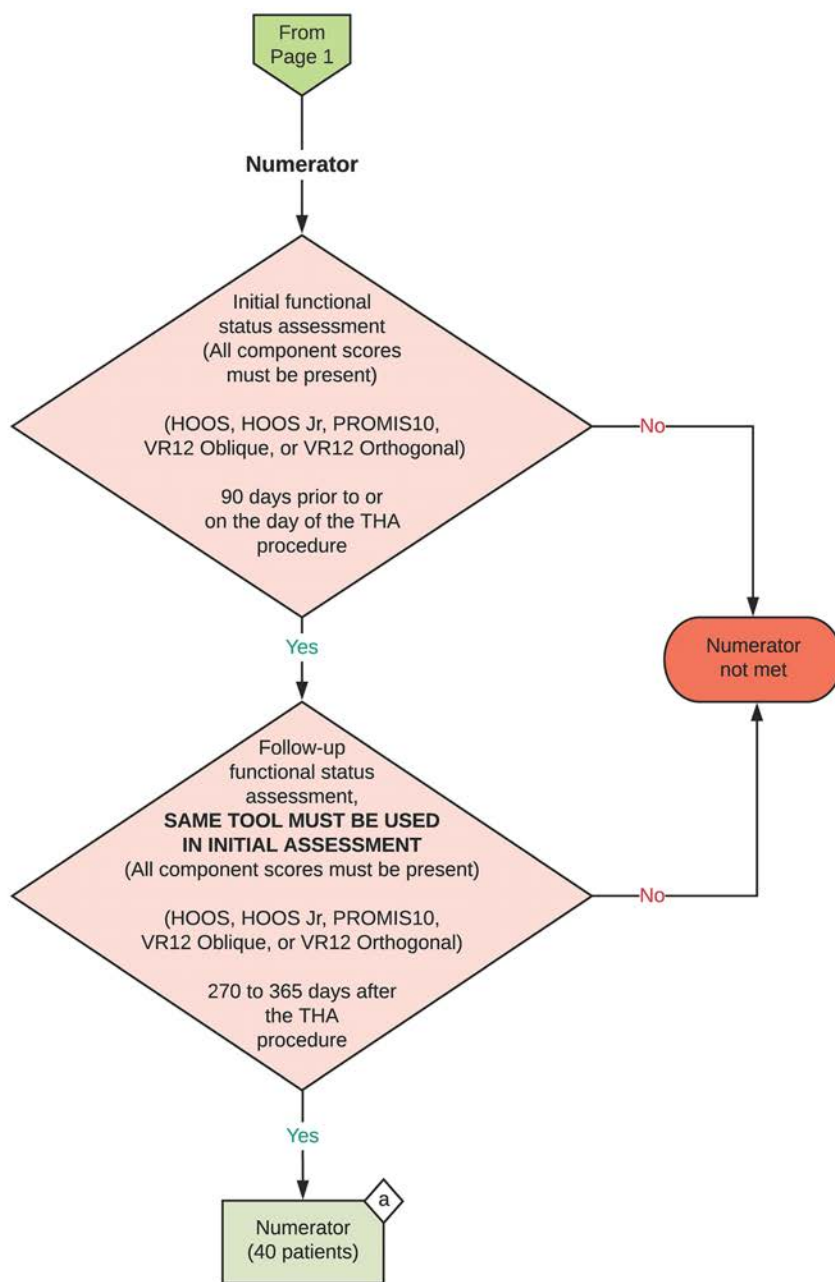 From
Page 1
Numerator
Initial functional
status assessment
(All component scores
must be present)
(HOOS, HOOS Jr, PROMIS10,
VR12 Oblique, or VR12 Orthogonal)
90 days prior to or
on the day of the THA
procedure
No
Yes
Numerator
not met
Follow-up
functional status
assessment,
SAME TOOL MUST BE USED
IN INITIAL ASSESSMENT
(All component scores must be present)
(HOOS, HOOS Jr, PROMIS10,
VR12 Oblique, or VR12 Orthogonal)
270 to 365 days after
the THA
procedure
No
Yes
a
Numerator
(40 patients)